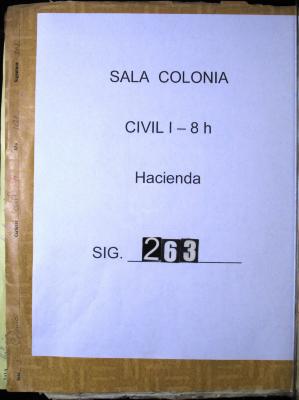 SALA COLONIA
CIVIL I – 8 h
Hacienda
SIG. 263